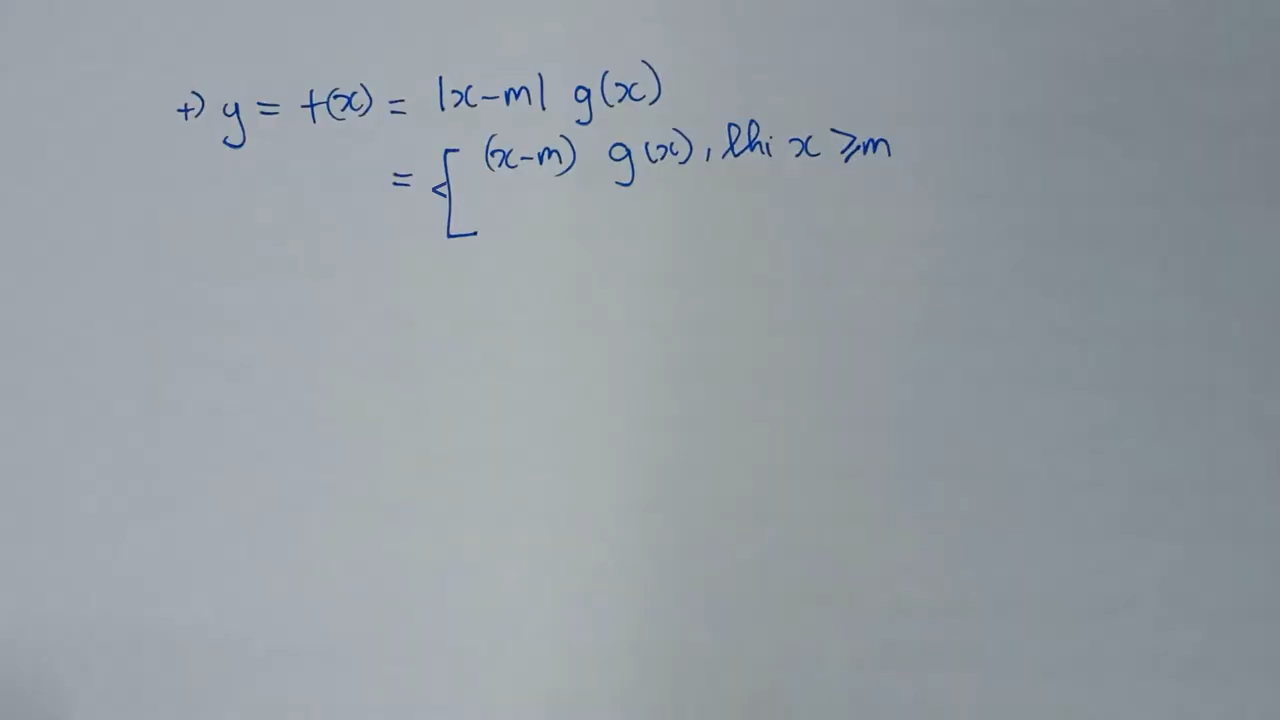 +) y = f(x) = |x-m| g(x)
= { (x-m) g(x), khi x ⩾ m